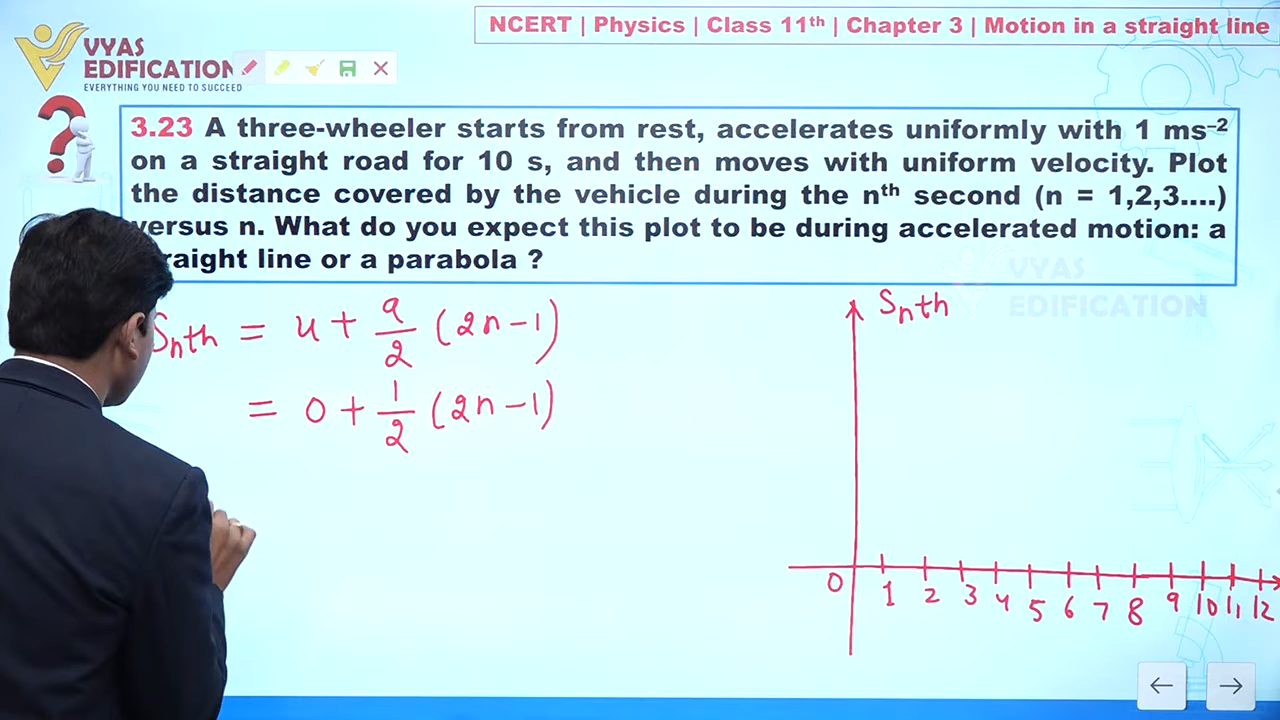 NCERT | Physics | Class 11th | Chapter 3 | Motion in a straight line
VYAS
EDIFICATION
EVERYTHING YOU NEED TO SUCCEED
3.23 A three-wheeler starts from rest, accelerates uniformly with 1 ms⁻²
on a straight road for 10 s, and then moves with uniform velocity. Plot
the distance covered by the vehicle during the nᵗʰ second (n = 1,2,3....)
versus n. What do you expect this plot to be during accelerated motion: a
raight line or a parabola ?
VYAS
EDIFICATION
Snth = u + a/2 (2n-1)
= 0 + 1/2 (2n-1)
Snth
0 1 2 3 4 5 6 7 8 9 10 11 12